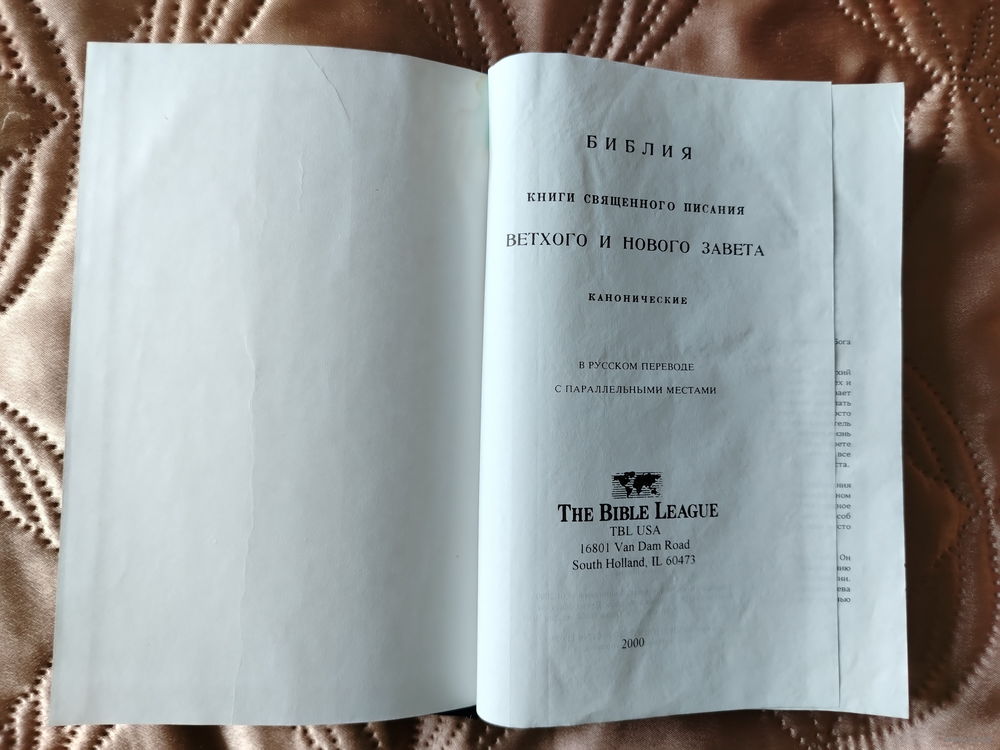 БИБЛИЯ
КНИГИ СВЯЩЕННОГО ПИСАНИЯ
ВЕТХОГО И НОВОГО ЗАВЕТА
КАНОНИЧЕСКИЕ
В РУССКОМ ПЕРЕВОДЕ
С ПАРАЛЛЕЛЬНЫМИ МЕСТАМИ
THE BIBLE LEAGUE
TBL USA
16801 Van Dam Road
South Holland, IL 60473
2000